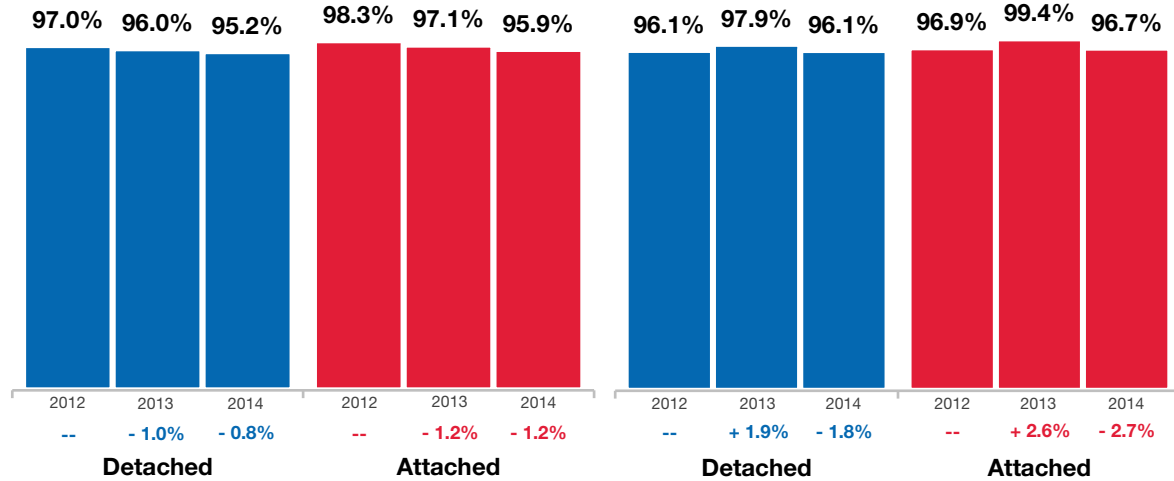 97.0% 96.0% 95.2% 98.3% 97.1% 95.9%
2012 2013 2014 2012 2013 2014
-- - 1.0% - 0.8% -- - 1.2% - 1.2%
Detached Attached
96.1% 97.9% 96.1% 96.9% 99.4% 96.7%
2012 2013 2014 2012 2013 2014
-- + 1.9% - 1.8% -- + 2.6% - 2.7%
Detached Attached